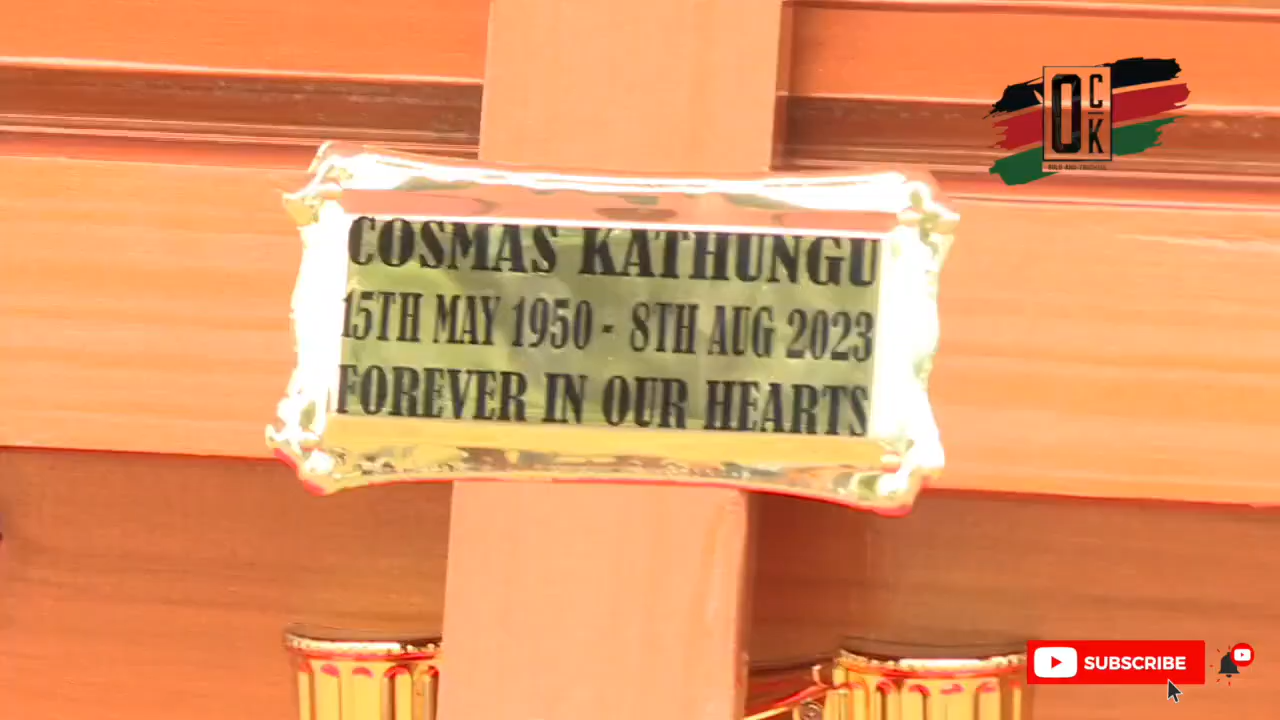 COSMAS KATHUNGU
15TH MAY 1950 - 8TH AUG 2023
FOREVER IN OUR HEARTS
OCK
SUBSCRIBE